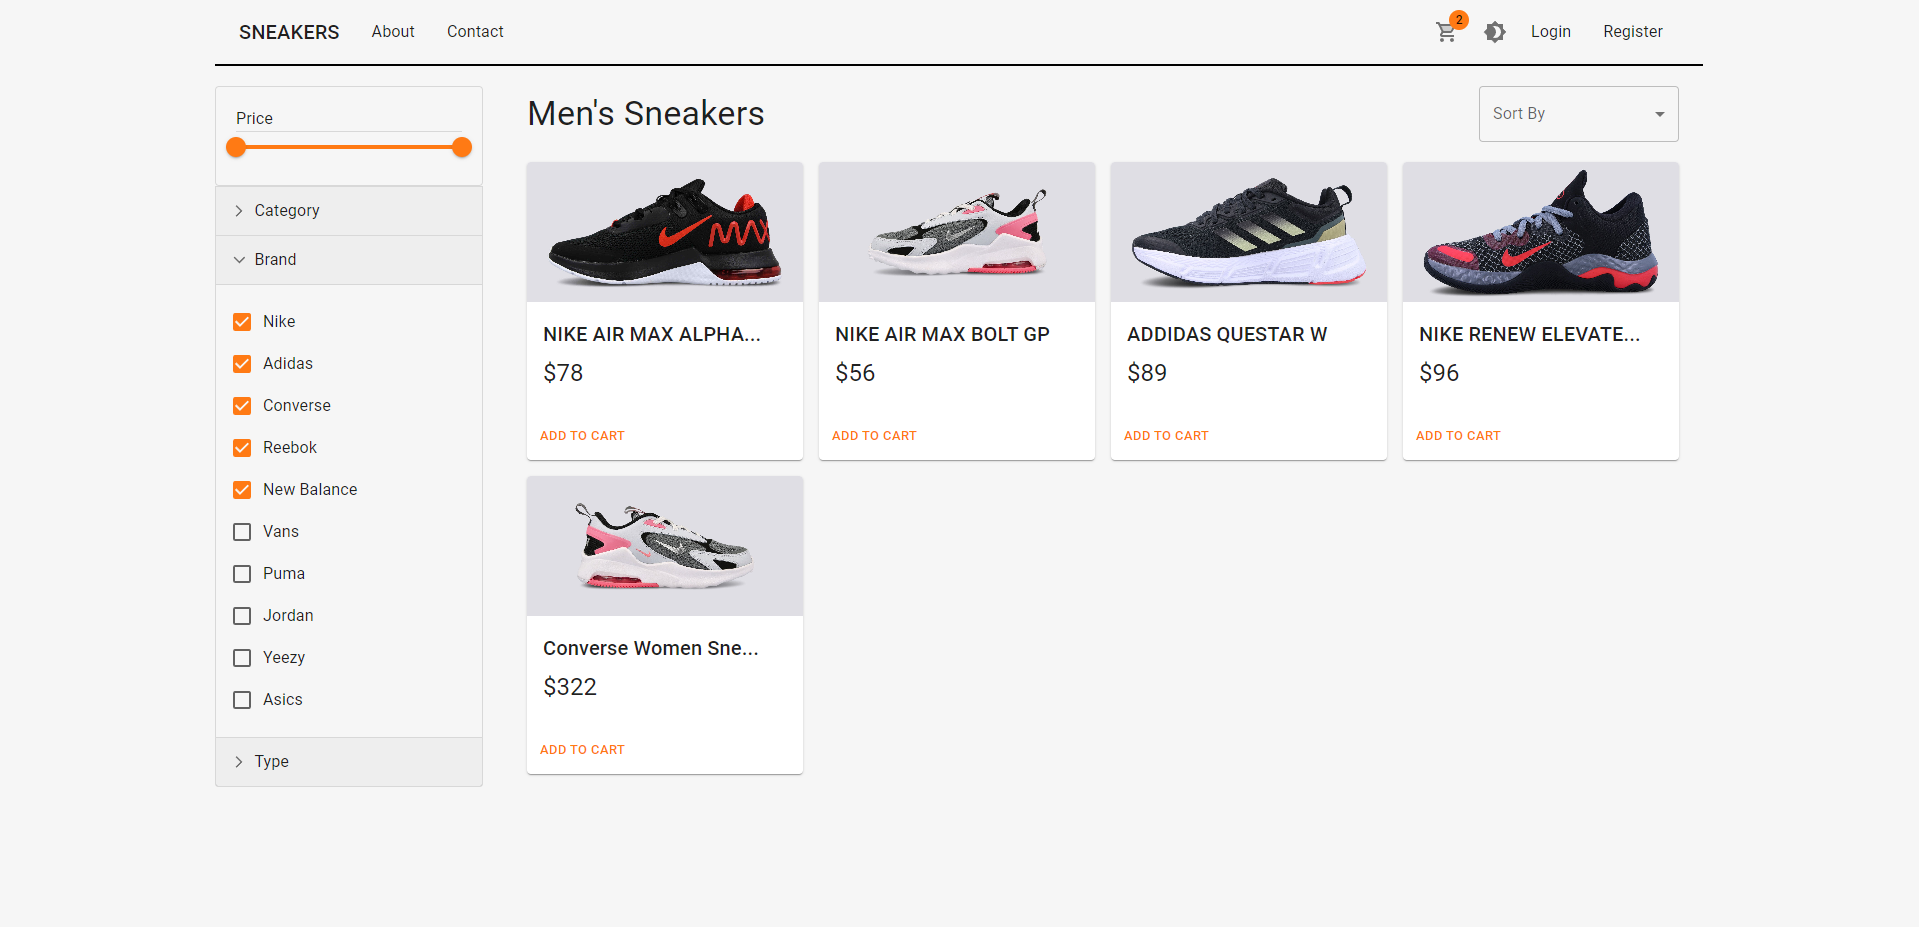 SNEAKERS About Contact 2 Login Register
Price
Category
Brand
Nike
Adidas
Converse
Reebok
New Balance
Vans
Puma
Jordan
Yeezy
Asics
Type
Men's Sneakers
Sort By
MAX
NIKE AIR MAX ALPHA...
$78
ADD TO CART
NIKE AIR MAX BOLT GP
$56
ADD TO CART
ADDIDAS QUESTAR W
$89
ADD TO CART
NIKE RENEW ELEVATE...
$96
ADD TO CART
Converse Women Sne...
$322
ADD TO CART